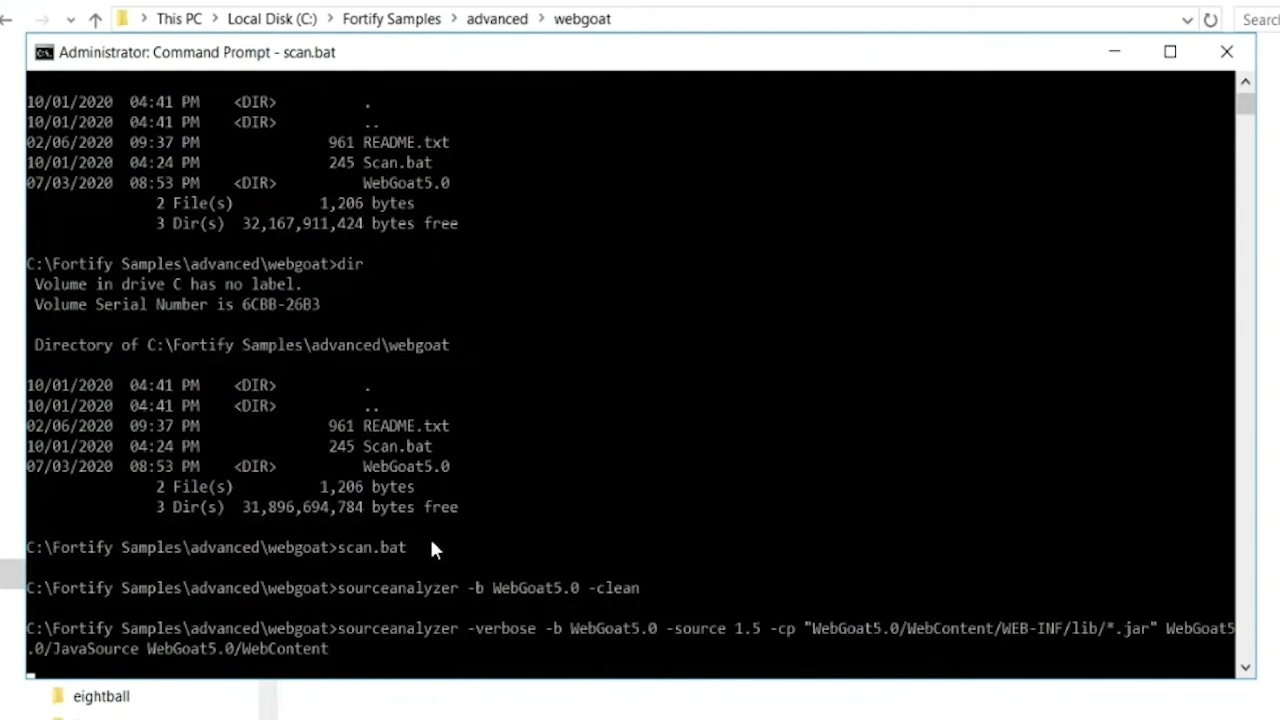 This PC > Local Disk (C:) > Fortify Samples > advanced > webgoat
Search
Administrator: Command Prompt - scan.bat
10/01/2020 04:41 PM <DIR> .
10/01/2020 04:41 PM <DIR> ..
02/06/2020 09:37 PM 961 README.txt
10/01/2020 04:24 PM 245 Scan.bat
07/03/2020 08:53 PM <DIR> WebGoat5.0
2 File(s) 1,206 bytes
3 Dir(s) 32,167,911,424 bytes free
C:\Fortify Samples\advanced\webgoat>dir
Volume in drive C has no label.
Volume Serial Number is 6CBB-26B3
Directory of C:\Fortify Samples\advanced\webgoat
10/01/2020 04:41 PM <DIR> .
10/01/2020 04:41 PM <DIR> ..
02/06/2020 09:37 PM 961 README.txt
10/01/2020 04:24 PM 245 Scan.bat
07/03/2020 08:53 PM <DIR> WebGoat5.0
2 File(s) 1,206 bytes
3 Dir(s) 31,896,694,784 bytes free
C:\Fortify Samples\advanced\webgoat>scan.bat
C:\Fortify Samples\advanced\webgoat>sourceanalyzer -b WebGoat5.0 -clean
C:\Fortify Samples\advanced\webgoat>sourceanalyzer -verbose -b WebGoat5.0 -source 1.5 -cp "WebGoat5.0/WebContent/WEB-INF/lib/*.jar" WebGoat5
.0/JavaSource WebGoat5.0/WebContent
eightball